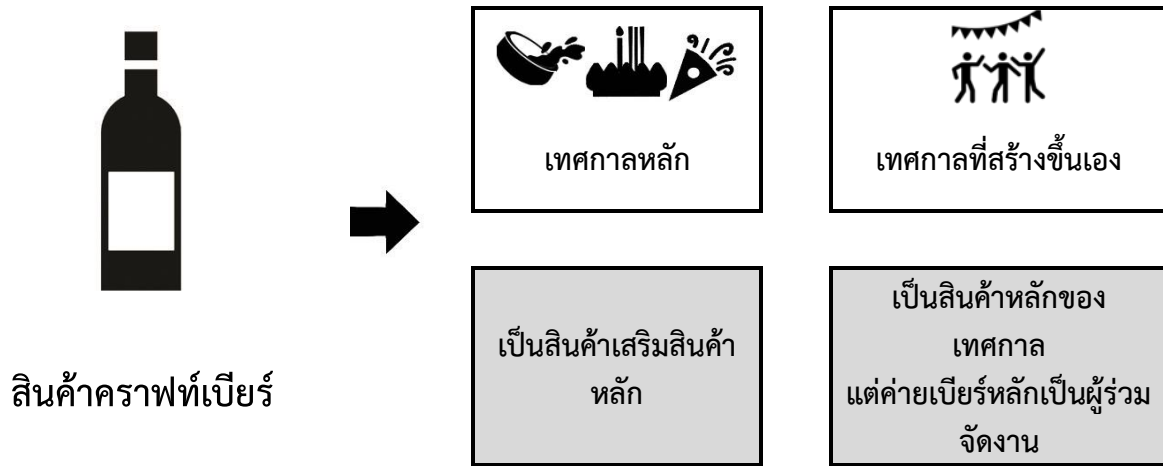 เทศกาลหลัก
เทศกาลที่สร้างขึ้นเอง
สินค้าคราฟท์เบียร์
เป็นสินค้าเสริมสินค้า
หลัก
เป็นสินค้าหลักของ
เทศกาล
แต่ค่ายเบียร์หลักเป็นผู้ร่วม
จัดงาน